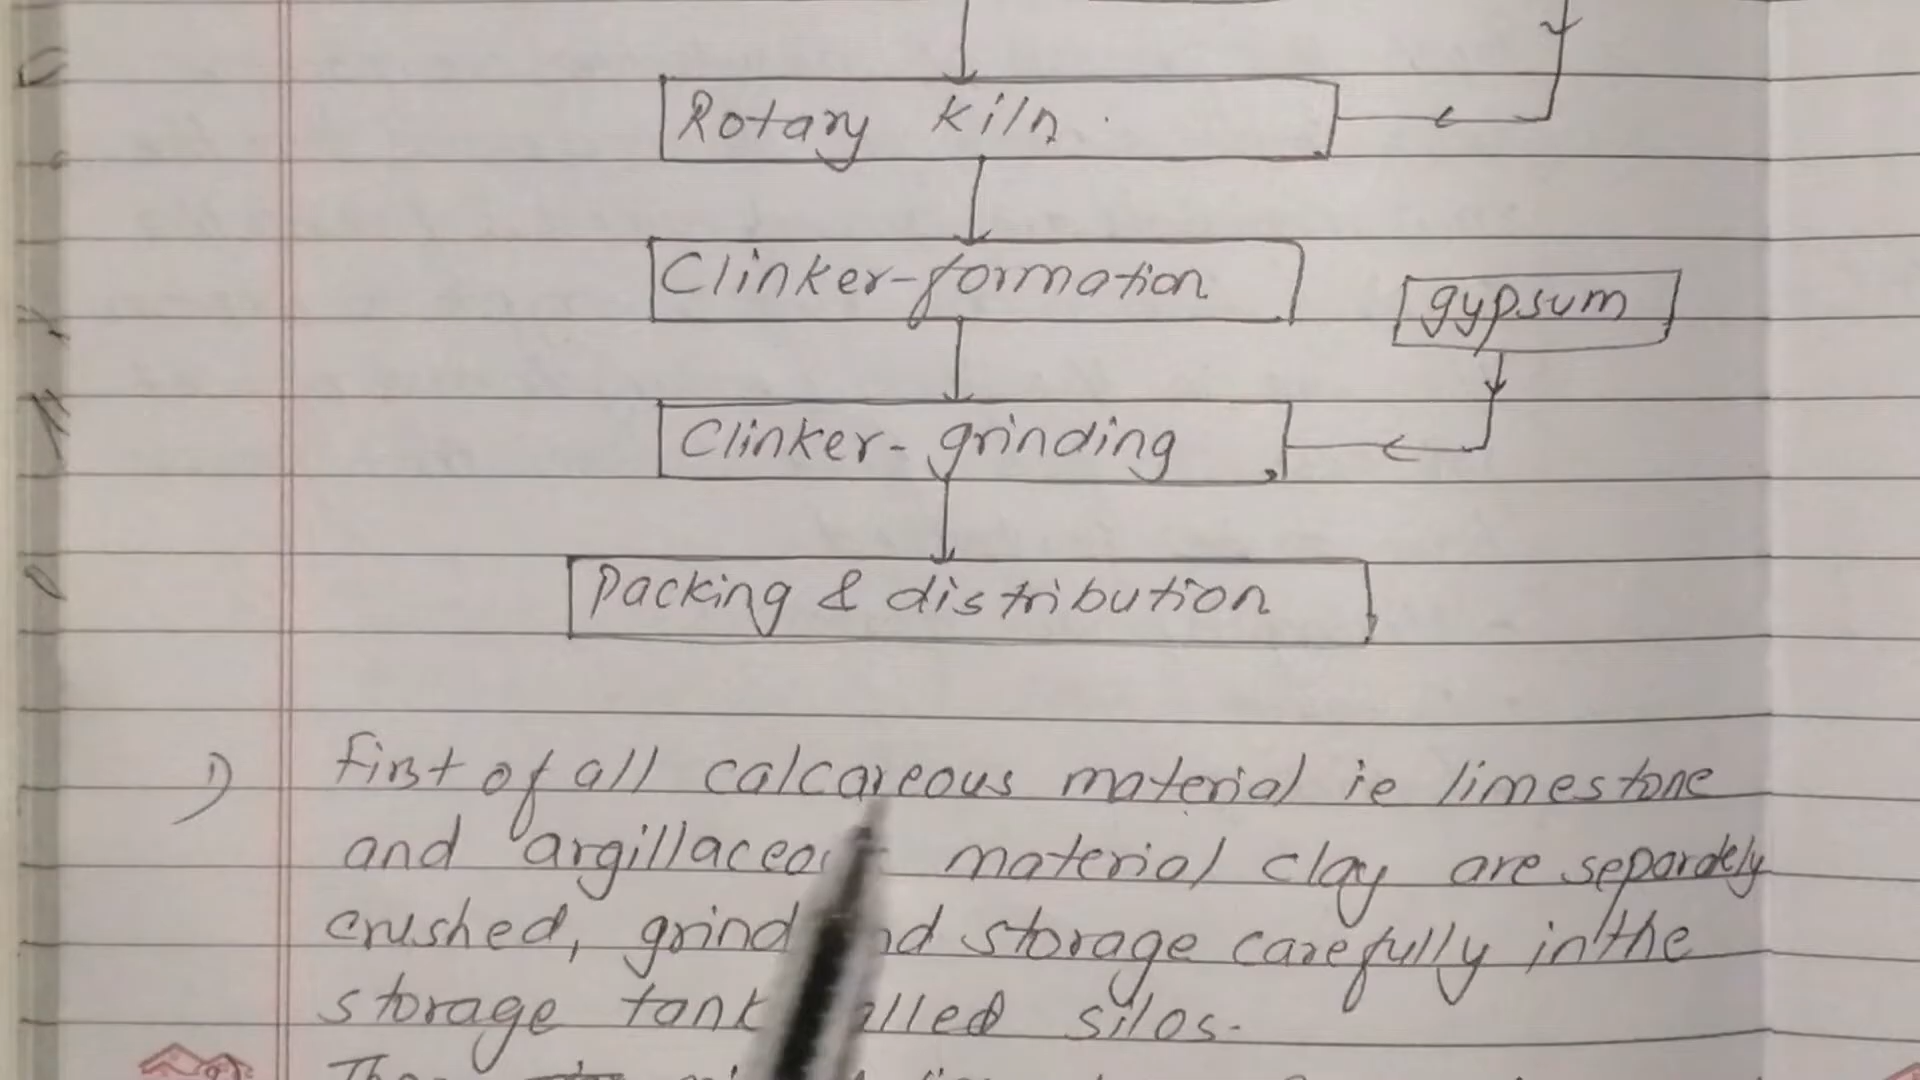 Rotary kiln
Clinker-formation
gypsum
Clinker-grinding
Packing & distribution
1) first of all calcareous material ie limestone
and argillaceous material clay are separately
crushed, grind and storage carefully in the
storage tank called silos.